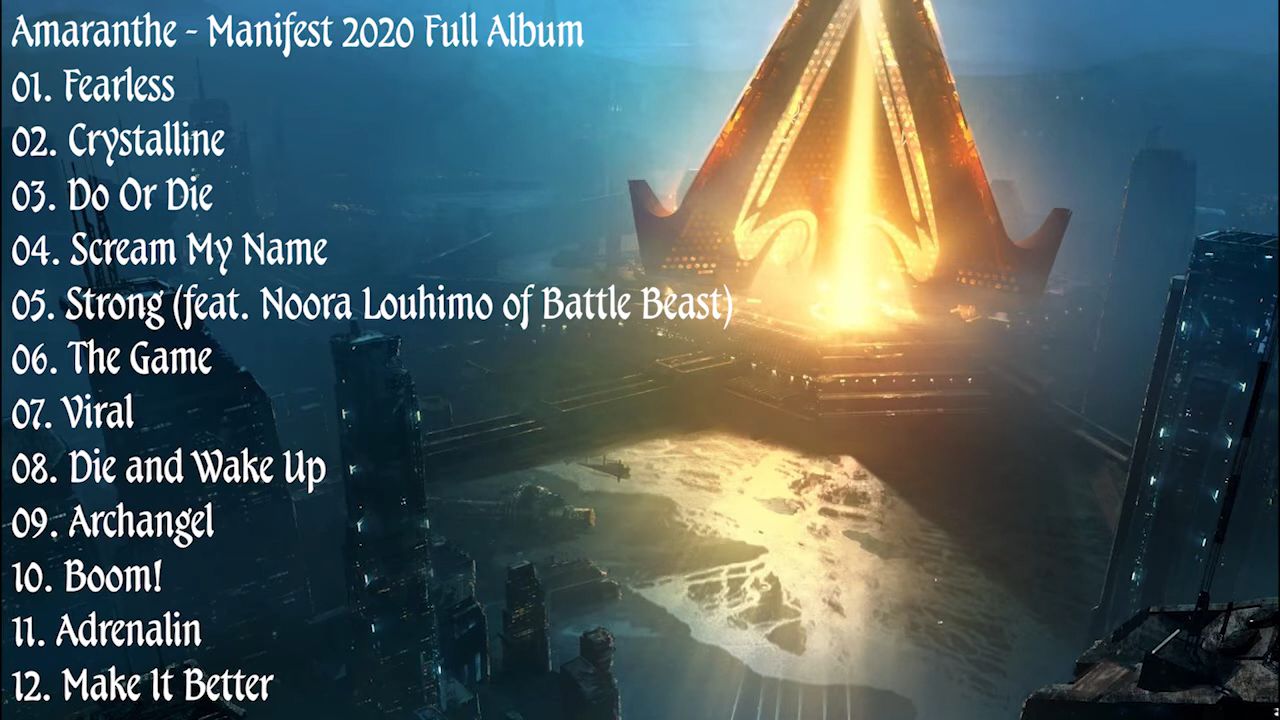 Amaranthe - Manifest 2020 Full Album
01. Fearless
02. Crystalline
03. Do Or Die
04. Scream My Name
05. Strong (feat. Noora Louhimo of Battle Beast)
06. The Game
07. Viral
08. Die and Wake Up
09. Archangel
10. Boom!
11. Adrenalin
12. Make It Better